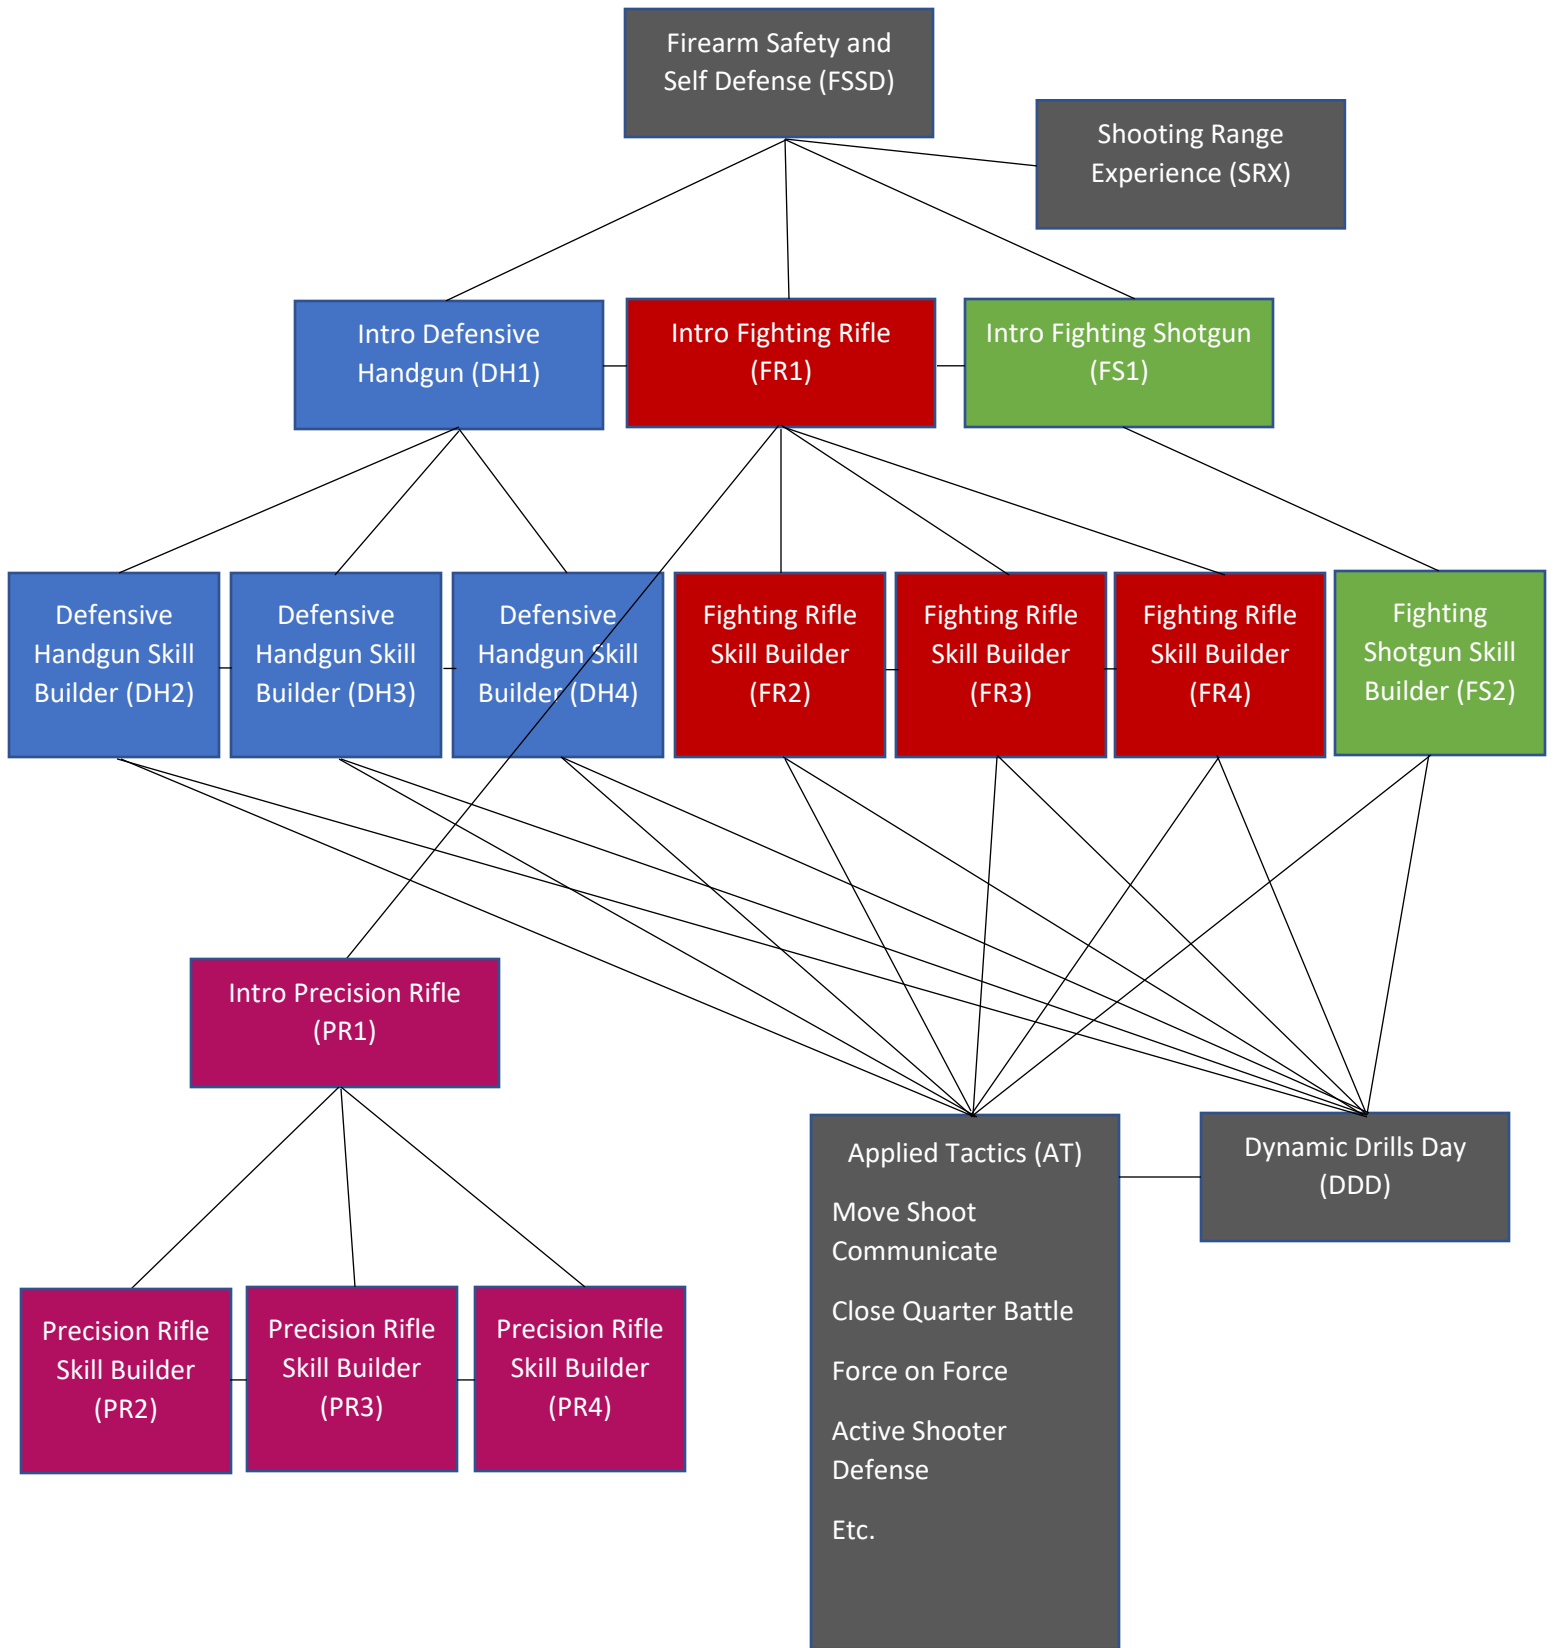 Firearm Safety and
Self Defense (FSSD)
Shooting Range
Experience (SRX)
Intro Defensive
Handgun (DH1)
Intro Fighting Rifle
(FR1)
Intro Fighting Shotgun
(FS1)
Defensive
Handgun Skill
Builder (DH2)
Defensive
Handgun Skill
Builder (DH3)
Defensive
Handgun Skill
Builder (DH4)
Fighting Rifle
Skill Builder
(FR2)
Fighting Rifle
Skill Builder
(FR3)
Fighting Rifle
Skill Builder
(FR4)
Fighting
Shotgun Skill
Builder (FS2)
Intro Precision Rifle
(PR1)
Applied Tactics (AT)
Move Shoot
Communicate
Close Quarter Battle
Force on Force
Active Shooter
Defense
Etc.
Dynamic Drills Day
(DDD)
Precision Rifle
Skill Builder
(PR2)
Precision Rifle
Skill Builder
(PR3)
Precision Rifle
Skill Builder
(PR4)